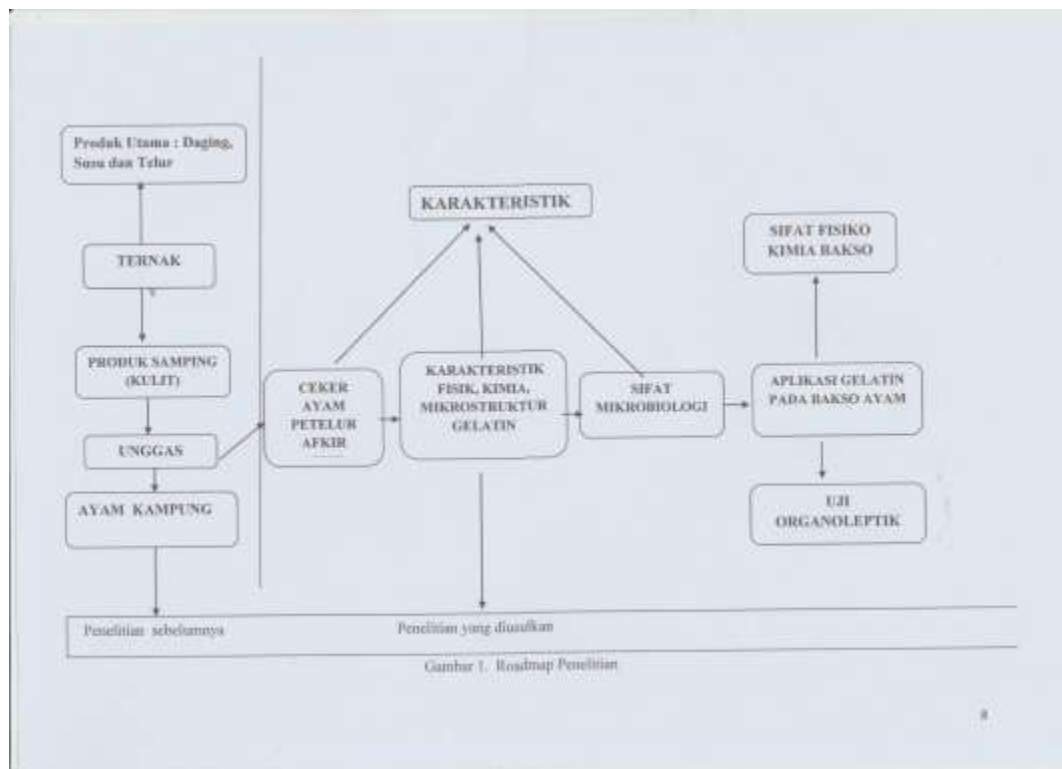 Produk Utama : Daging,
Susu dan Telur
TERNAK
PRODUK SAMPING
(KULIT)
UNGGAS
AYAM KAMPUNG
KARAKTERISTIK
CEKER
AYAM
PETELUR
AFKIR
KARAKTERISTIK
FISIK, KIMIA,
MIKROSTRUKTUR
GELATIN
SIFAT
MIKROBIOLOGI
SIFAT FISIKO
KIMIA BAKSO
APLIKASI GELATIN
PADA BAKSO AYAM
UJI
ORGANOLEPTIK
Penelitian sebelumnya
Penelitian yang diusulkan
Gambar 1. Roadmap Penelitian